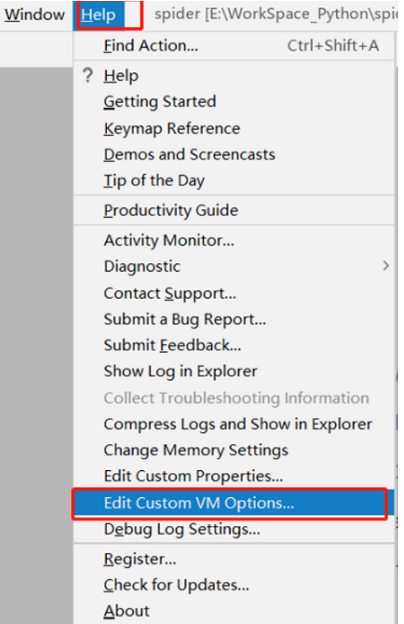 Window Help spider [E:\WorkSpace_Python\spi
Find Action... Ctrl+Shift+A
? Help
Getting Started
Keymap Reference
Demos and Screencasts
Tip of the Day
Productivity Guide
Activity Monitor...
Diagnostic
Contact Support...
Submit a Bug Report...
Submit Feedback...
Show Log in Explorer
Collect Troubleshooting Information
Compress Logs and Show in Explorer
Change Memory Settings
Edit Custom Properties...
Edit Custom VM Options...
Debug Log Settings...
Register...
Check for Updates...
About